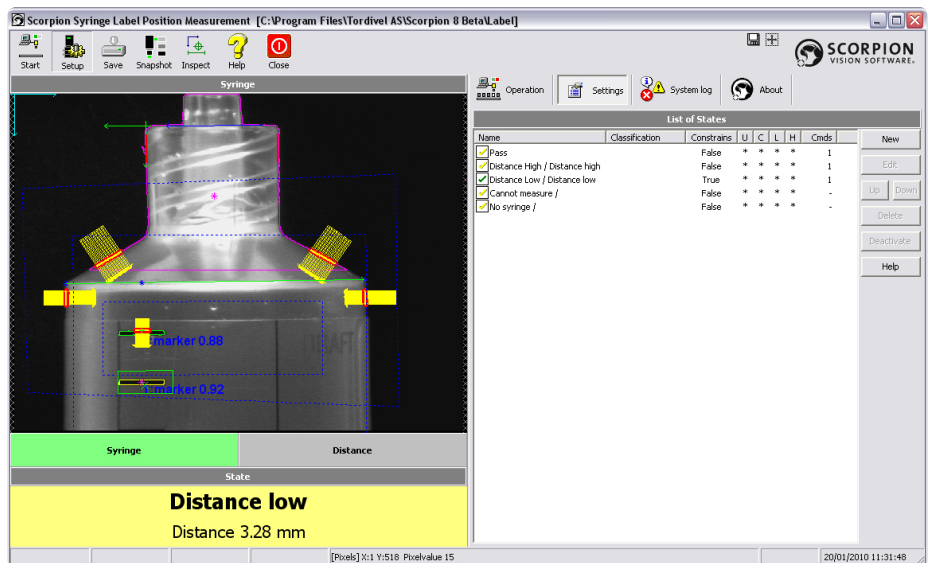 Scorpion Syringe Label Position Measurement [C:\Program Files\Tordivel AS\Scorpion 8 Beta\Label]
Start Setup Save Snapshot Inspect Help Close
SCORPION
VISION SOFTWARE.
Syringe
Operation Settings System log About
List of States
Name Classification Constrains U C L H Cmds
Pass False * * * * 1
Distance High / Distance high False * * * * 1
Distance Low / Distance low True * * * * 1
Cannot measure / False * * * * -
No syringe / False * * * * -
New
Edit
Up Down
Delete
Deactivate
Help
marker 0.88
marker 0.92
Syringe Distance
State
Distance low
Distance 3.28 mm
[Pixels] X:1 Y:518 Pixelvalue 15 20/01/2010 11:31:48